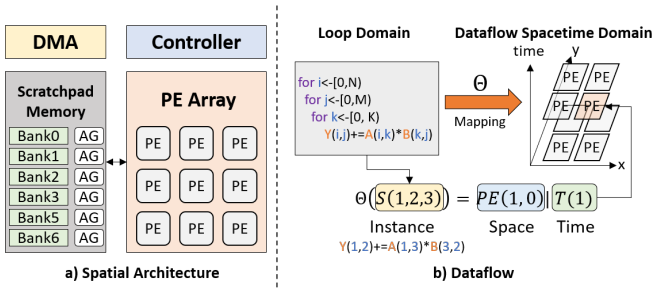 DMA
Controller
Scratchpad
Memory
Bank0 AG
Bank1 AG
Bank2 AG
Bank3 AG
Bank5 AG
Bank6 AG
PE Array
PE PE PE
PE PE PE
PE PE PE
a) Spatial Architecture
Loop Domain
for i<-[0,N)
for j<-[0,M)
for k<-[0, K)
Y(i,j)+=A(i,k)*B(k,j)
Θ
Mapping
Dataflow Spacetime Domain
time
y
PE PE
PE PE
PE PE
x
Θ(S(1,2,3)) = PE(1,0)|T(1)
Instance Space Time
Y(1,2)+=A(1,3)*B(3,2)
b) Dataflow